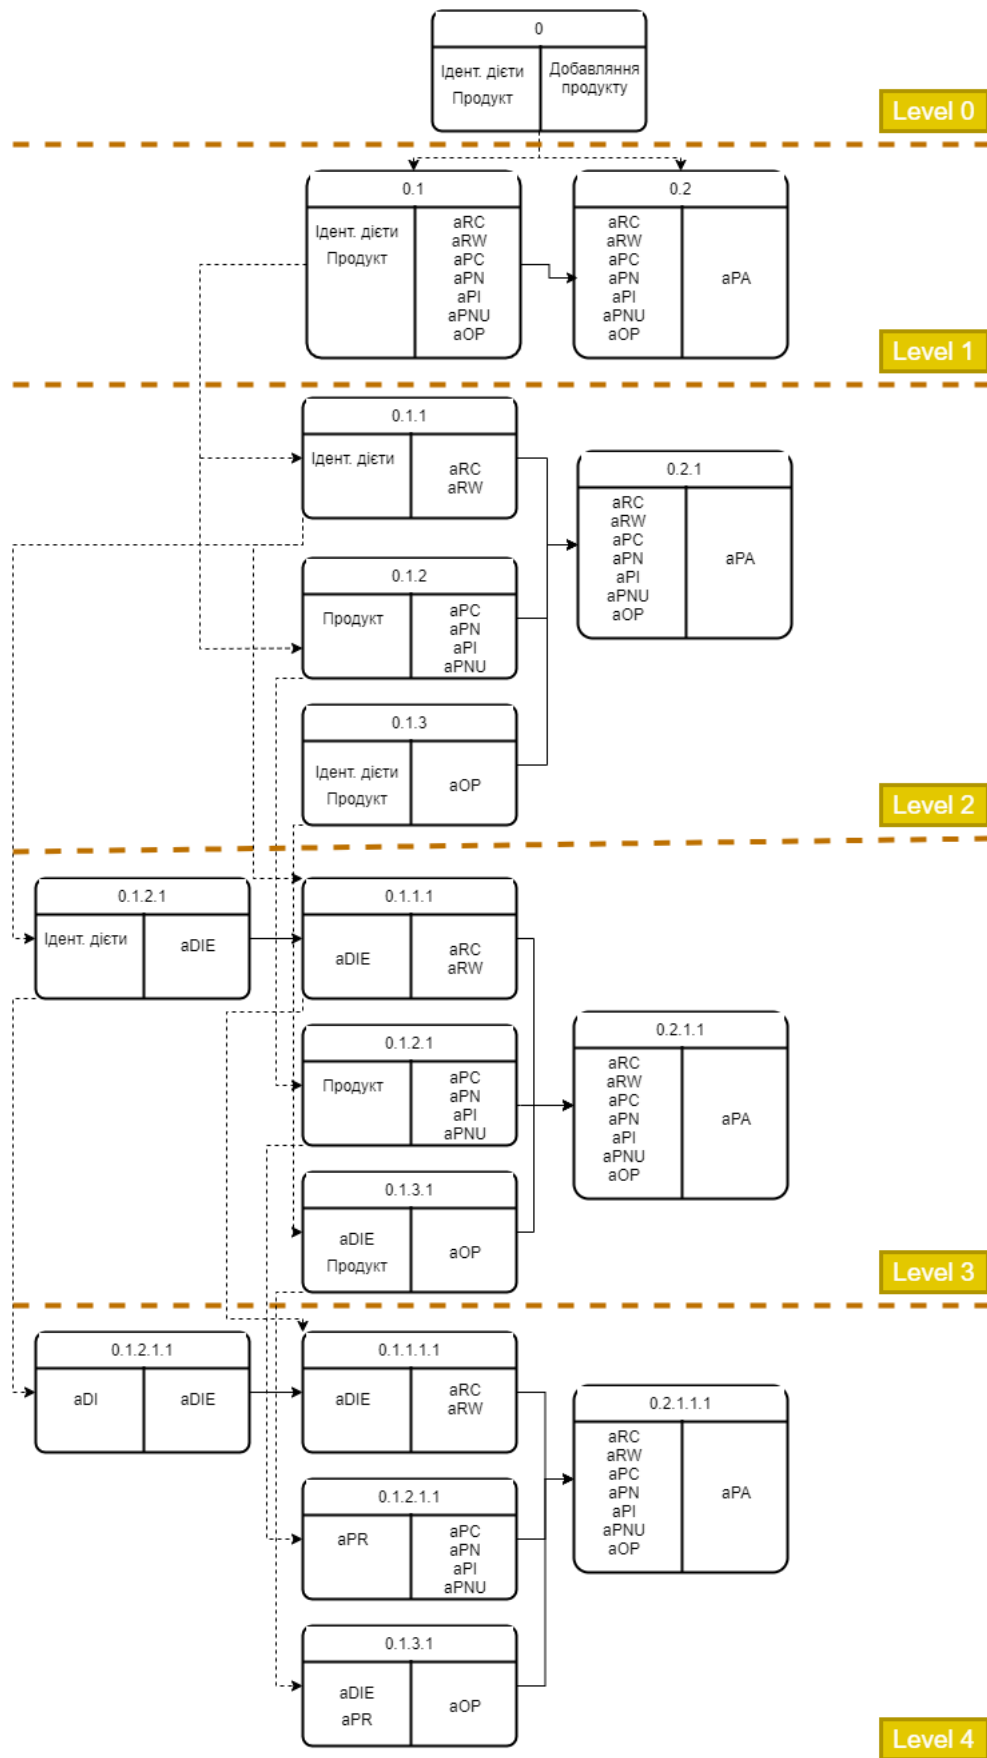 0
Ідент. дієти
Продукт
Добавляння
продукту
Level 0
0.1
Ідент. дієти
Продукт
aRC
aRW
aPC
aPN
aPI
aPNU
aOP
0.2
aRC
aRW
aPC
aPN
aPI
aPNU
aOP
aPA
Level 1
0.1.1
Ідент. дієти
aRC
aRW
0.2.1
aRC
aRW
aPC
aPN
aPI
aPNU
aOP
aPA
0.1.2
Продукт
aPC
aPN
aPI
aPNU
0.1.3
Ідент. дієти
Продукт
aOP
Level 2
0.1.2.1
Ідент. дієти
aDIE
0.1.1.1
aDIE
aRC
aRW
0.1.2.1
Продукт
aPC
aPN
aPI
aPNU
0.2.1.1
aRC
aRW
aPC
aPN
aPI
aPNU
aOP
aPA
0.1.3.1
aDIE
Продукт
aOP
Level 3
0.1.2.1.1
aDI
aDIE
0.1.1.1.1
aDIE
aRC
aRW
0.2.1.1.1
aRC
aRW
aPC
aPN
aPI
aPNU
aOP
aPA
0.1.2.1.1
aPR
aPC
aPN
aPI
aPNU
0.1.3.1
aDIE
aPR
aOP
Level 4